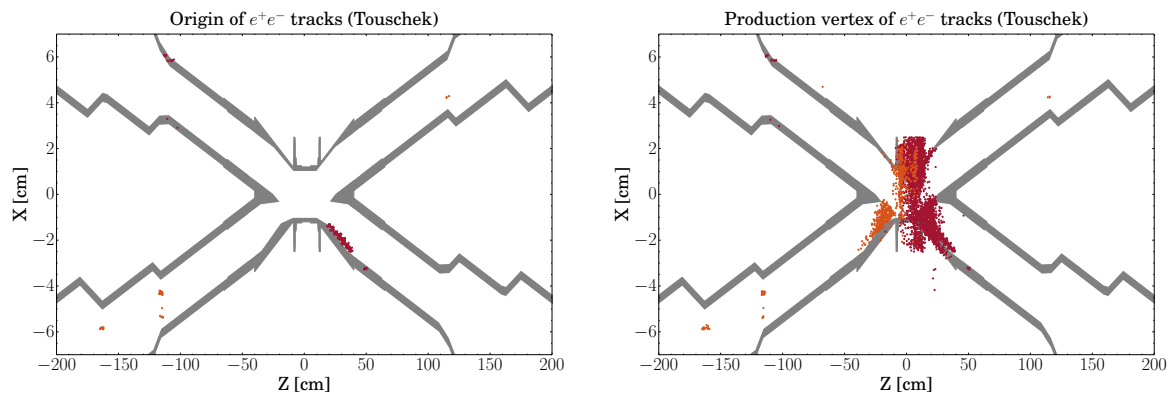 Origin of e⁺e⁻ tracks (Touschek)
6
4
2
0
−2
−4
−6
X [cm]
−200 −150 −100 −50 0 50 100 150 200
Z [cm]
Production vertex of e⁺e⁻ tracks (Touschek)
6
4
2
0
−2
−4
−6
X [cm]
−200 −150 −100 −50 0 50 100 150 200
Z [cm]